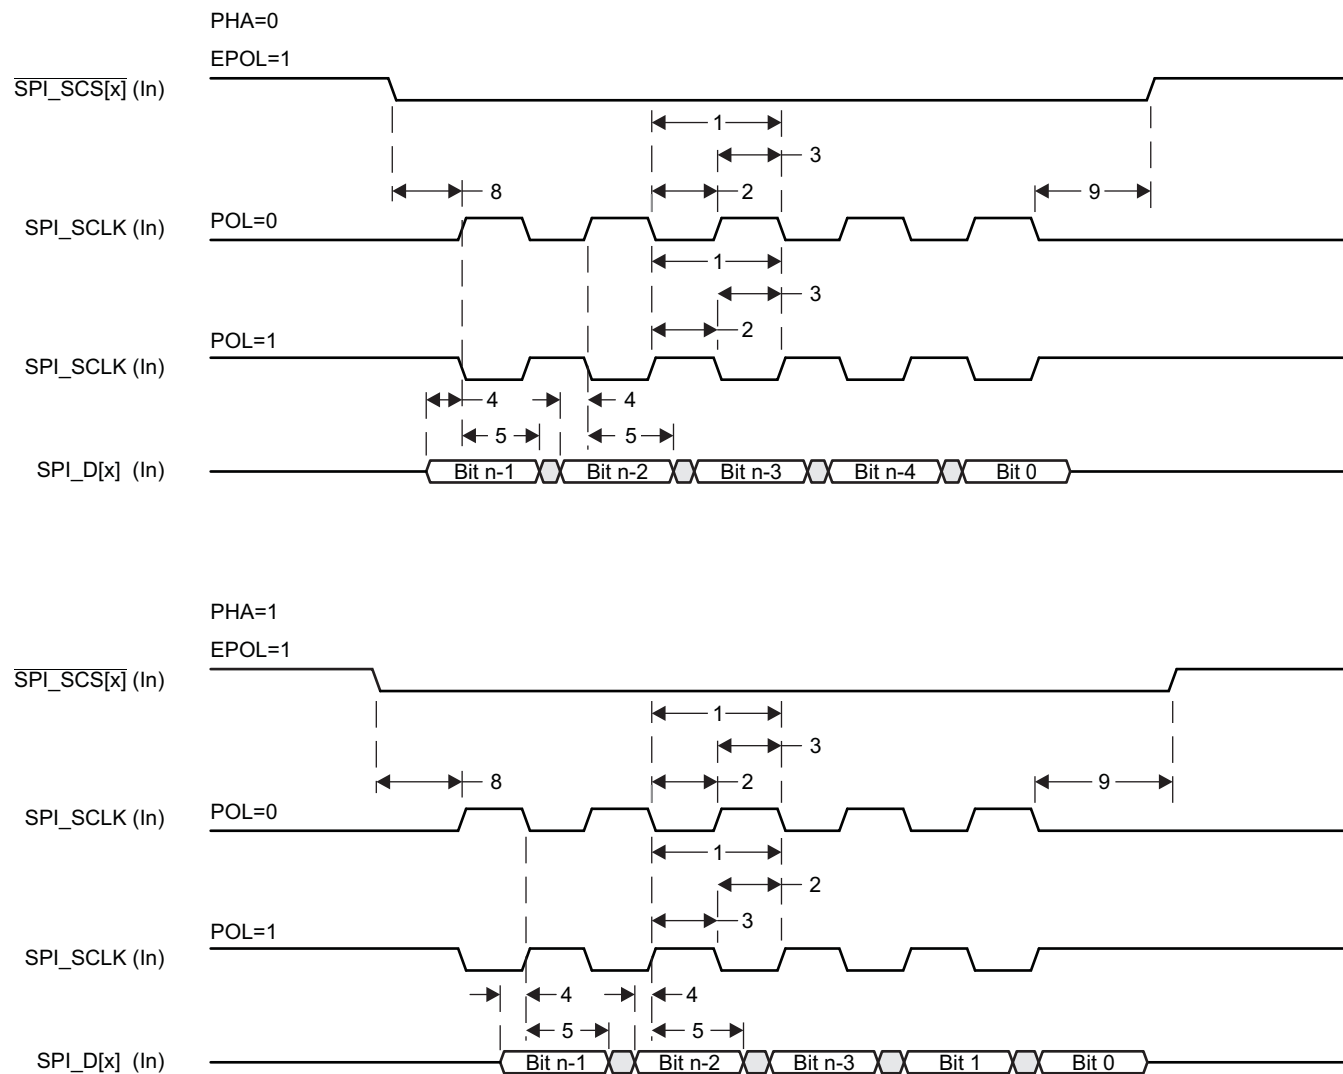 PHA=0
EPOL=1
SPI_SCS[x] (In)
1
3
8
2
9
POL=0
SPI_SCLK (In)
1
3
2
POL=1
SPI_SCLK (In)
4
4
5
5
SPI_D[x] (In)
Bit n-1
Bit n-2
Bit n-3
Bit n-4
Bit 0
PHA=1
EPOL=1
SPI_SCS[x] (In)
1
3
8
2
9
POL=0
SPI_SCLK (In)
1
2
3
POL=1
SPI_SCLK (In)
4
4
5
5
SPI_D[x] (In)
Bit n-1
Bit n-2
Bit n-3
Bit 1
Bit 0